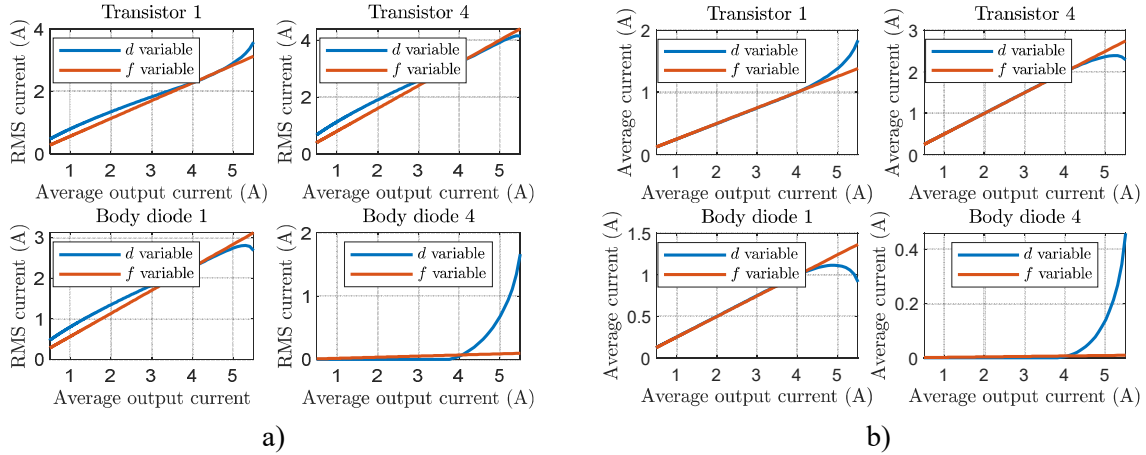 Transistor 1
RMS current (A)
4
2
0
d variable
f variable
1 2 3 4 5
Average output current (A)
Transistor 4
RMS current (A)
4
2
0
d variable
f variable
1 2 3 4 5
Average output current (A)
Body diode 1
RMS current (A)
3
2
1
0
d variable
f variable
1 2 3 4 5
Average output current
Body diode 4
RMS current (A)
2
1
0
d variable
f variable
1 2 3 4 5
Average output current (A)
a)
Transistor 1
Average current (A)
2
1
0
d variable
f variable
1 2 3 4 5
Average output current (A)
Transistor 4
Average current (A)
3
2
1
0
d variable
f variable
1 2 3 4 5
Average output current (A)
Body diode 1
Average current (A)
1.5
1
0.5
d variable
f variable
1 2 3 4 5
Average output current (A)
Body diode 4
Average current (A)
0.4
0.2
0
d variable
f variable
1 2 3 4 5
Average output current (A)
b)